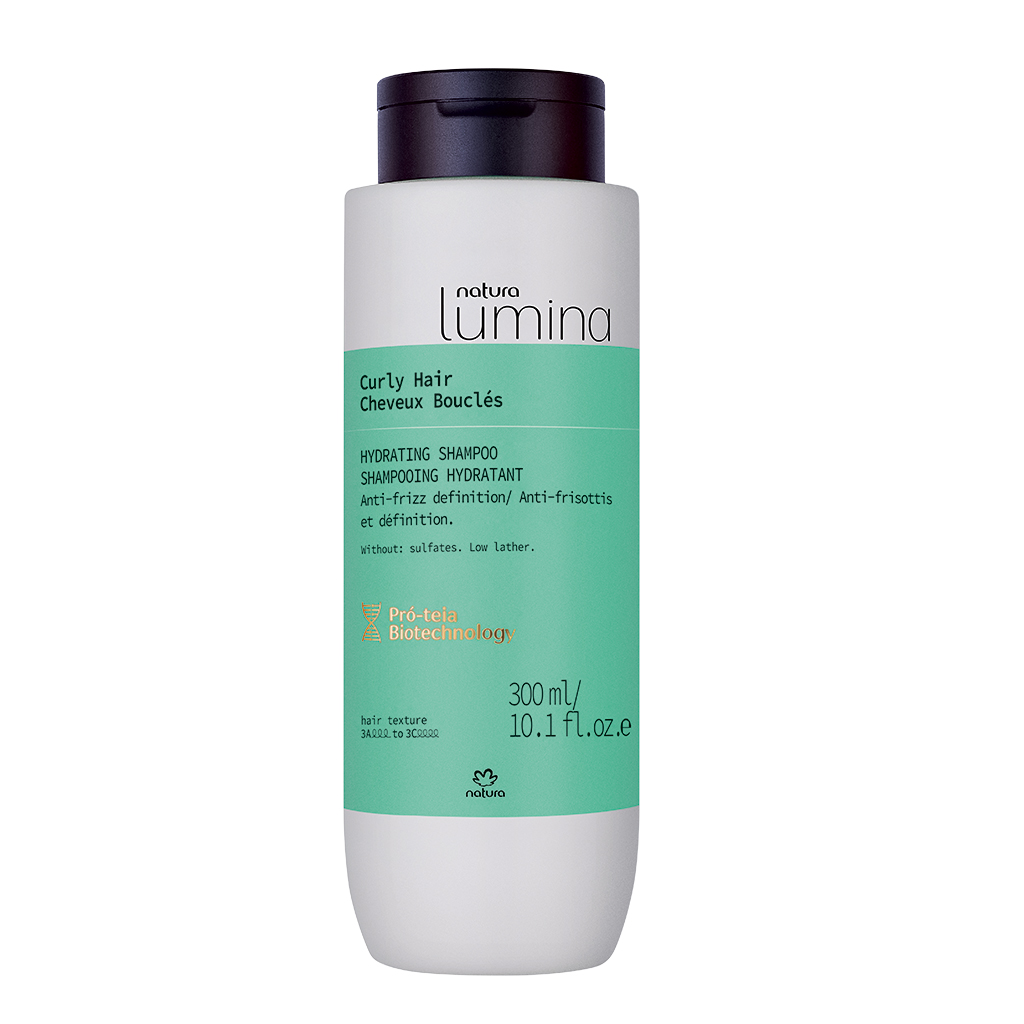 natura
lumina
Curly Hair
Cheveux Bouclés
HYDRATING SHAMPOO
SHAMPOOING HYDRATANT
Anti-frizz definition/ Anti-frisottis
et définition.
Without: sulfates. Low lather.
Pró-teia
Biotechnology
300 ml/
10.1 fl.oz.e
hair texture
3A to 3C
natura